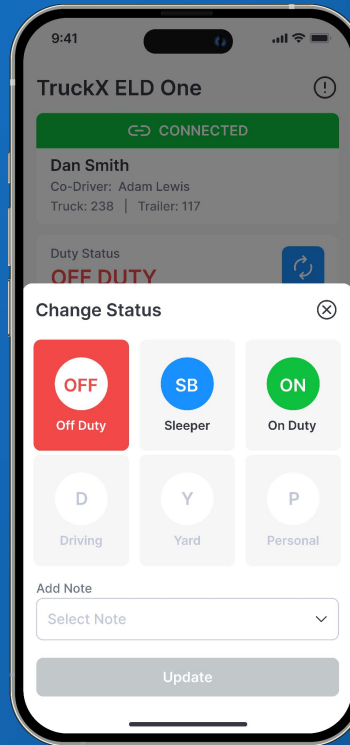 9:41
TruckX ELD One
CONNECTED
Dan Smith
Co-Driver: Adam Lewis
Truck: 238 | Trailer: 117
Duty Status
OFF DUTY
Change Status
OFF SB ON
Off Duty Sleeper On Duty
D Y P
Driving Yard Personal
Add Note
Select Note
Update